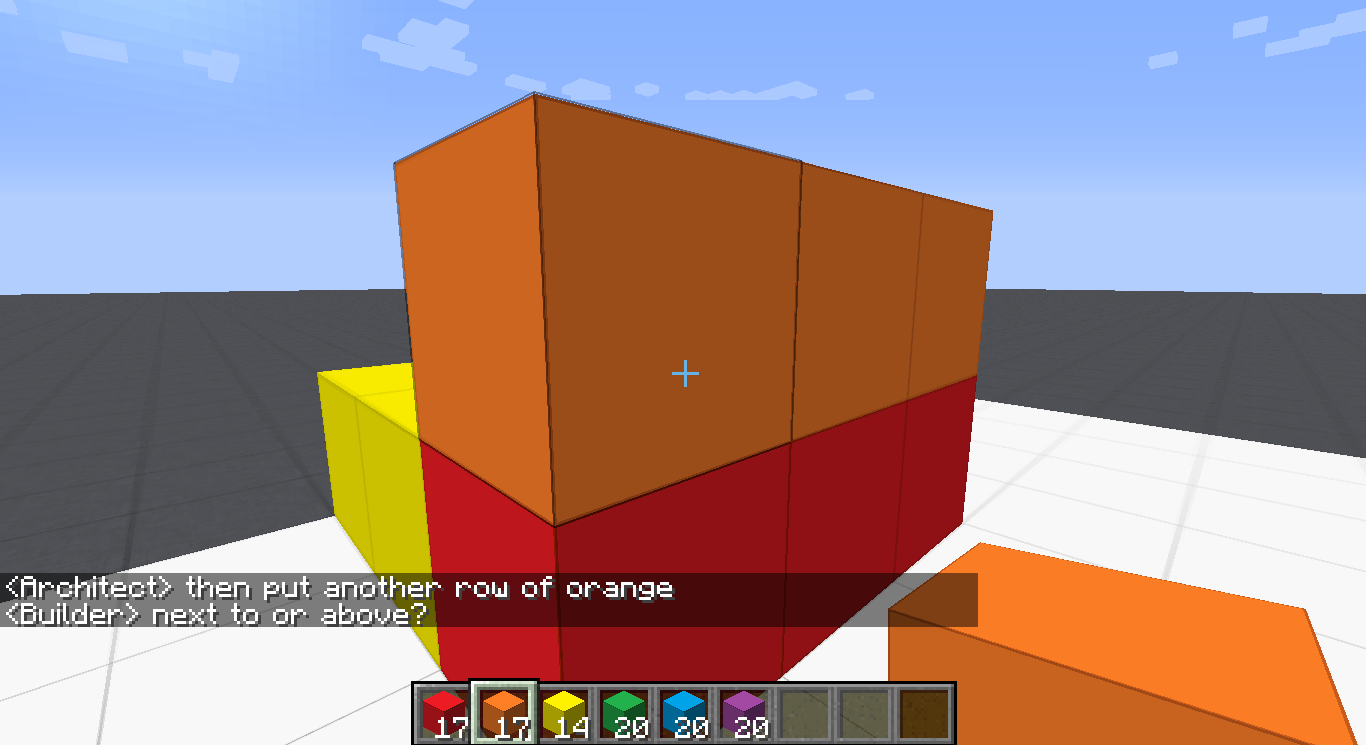 <Architect> then put another row of orange
<Builder> next to or above?
17 17 14 20 20 20